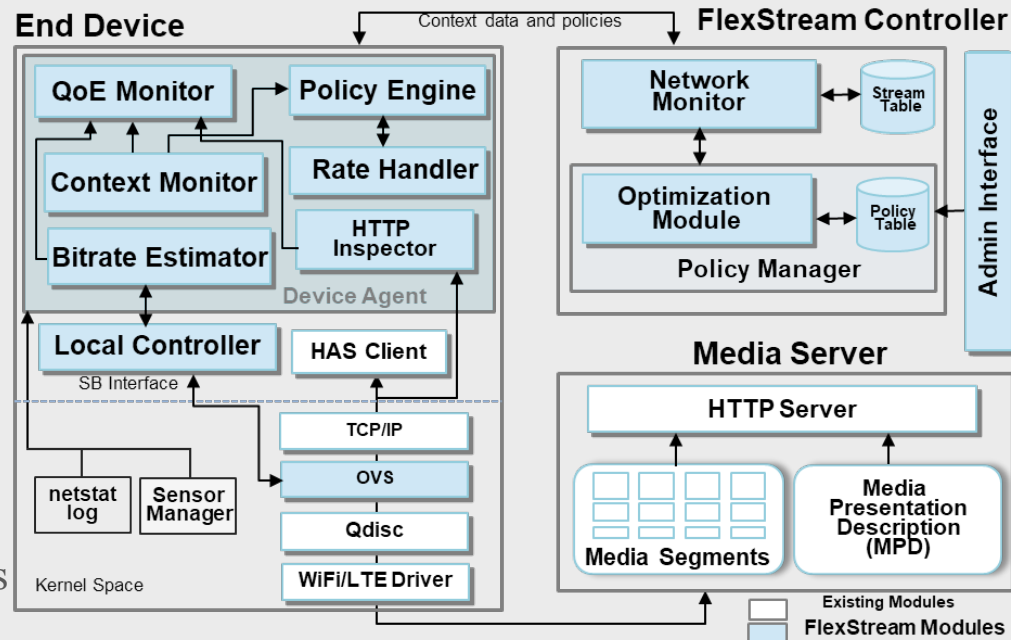 End Device
Context data and policies
FlexStream Controller
QoE Monitor
Policy Engine
Context Monitor
Rate Handler
Bitrate Estimator
HTTP
Inspector
Device Agent
Local Controller
SB Interface
HAS Client
TCP/IP
OVS
Qdisc
WiFi/LTE Driver
netstat
log
Sensor
Manager
Kernel Space
Network
Monitor
Stream
Table
Optimization
Module
Policy
Table
Policy Manager
Admin Interface
Media Server
HTTP Server
Media Segments
Media
Presentation
Description
(MPD)
Existing Modules
FlexStream Modules
s